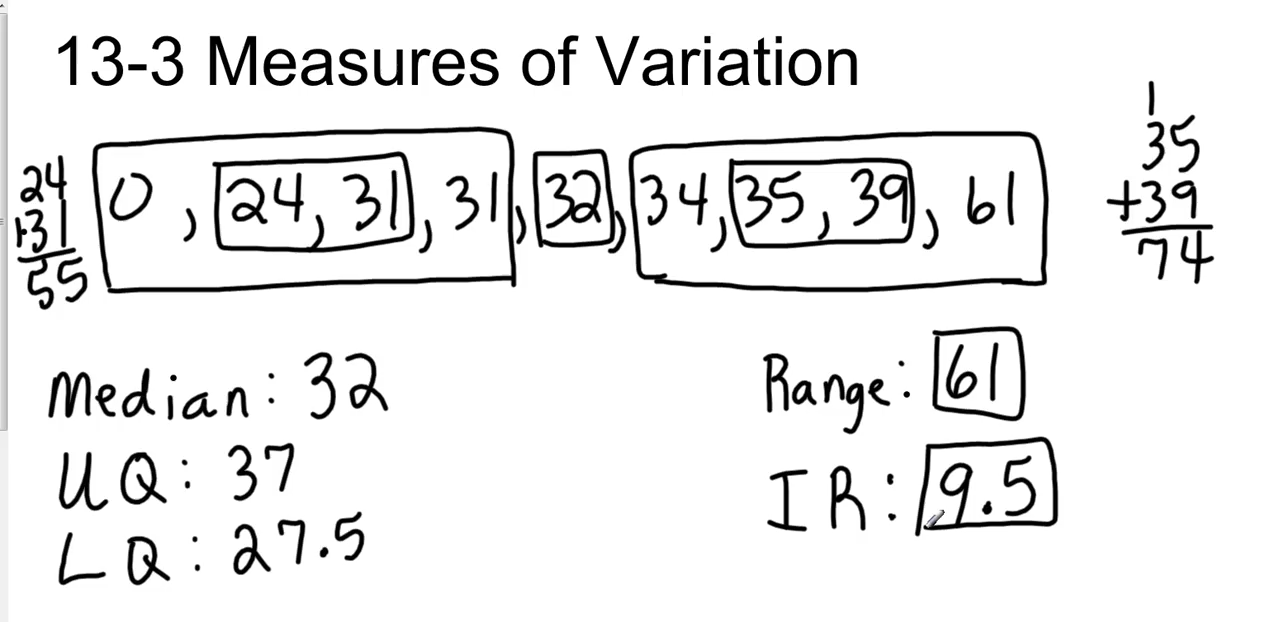 13-3 Measures of Variation
24
+31
55
0, 24, 31, 31, 32, 34, 35, 39, 61
1
35
+39
74
Median: 32
UQ: 37
LQ: 27.5
Range: 61
IR: 9.5